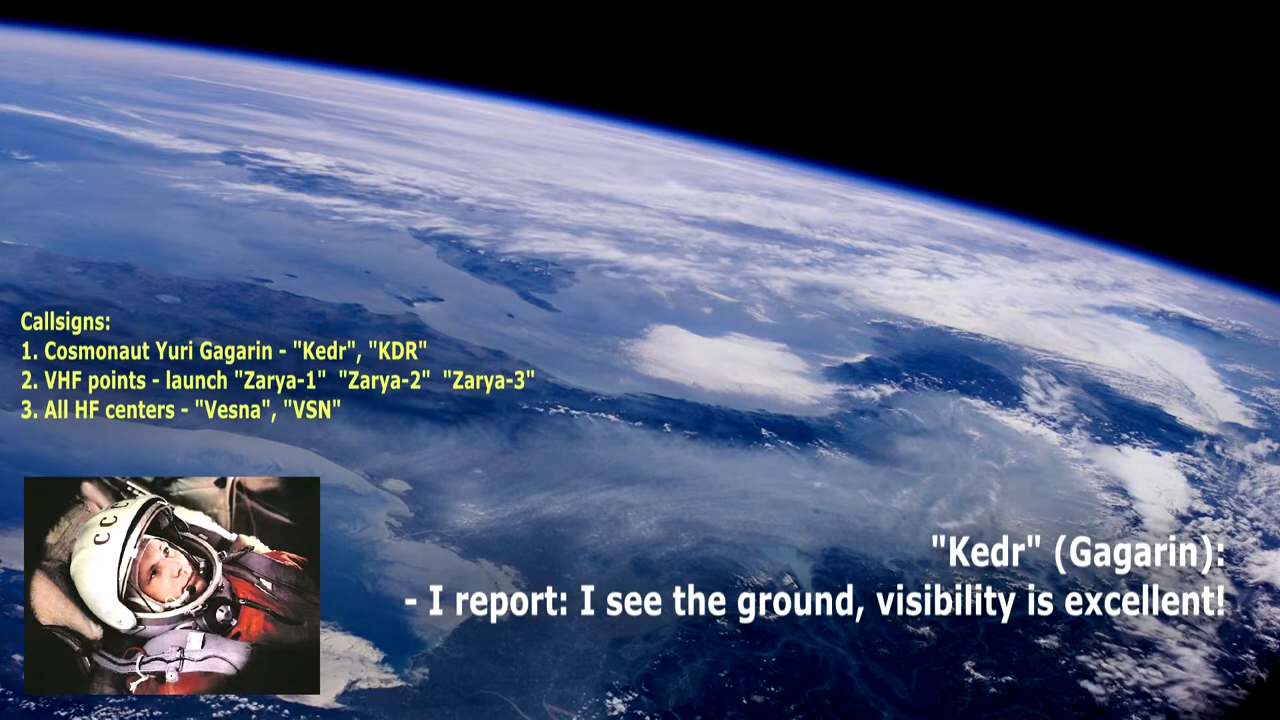 Callsigns:
1. Cosmonaut Yuri Gagarin - "Kedr", "KDR"
2. VHF points - launch "Zarya-1" "Zarya-2" "Zarya-3"
3. All HF centers - "Vesna", "VSN"
"Kedr" (Gagarin):
- I report: I see the ground, visibility is excellent!